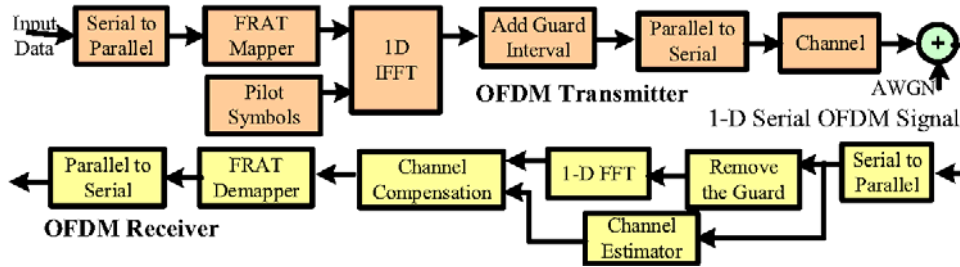 Input
Data
Serial to
Parallel
FRAT
Mapper
Pilot
Symbols
1D
IFFT
Add Guard
Interval
Parallel to
Serial
Channel
+
AWGN
OFDM Transmitter
1-D Serial OFDM Signal
Parallel to
Serial
FRAT
Demapper
Channel
Compensation
1-D FFT
Remove
the Guard
Serial to
Parallel
Channel
Estimator
OFDM Receiver